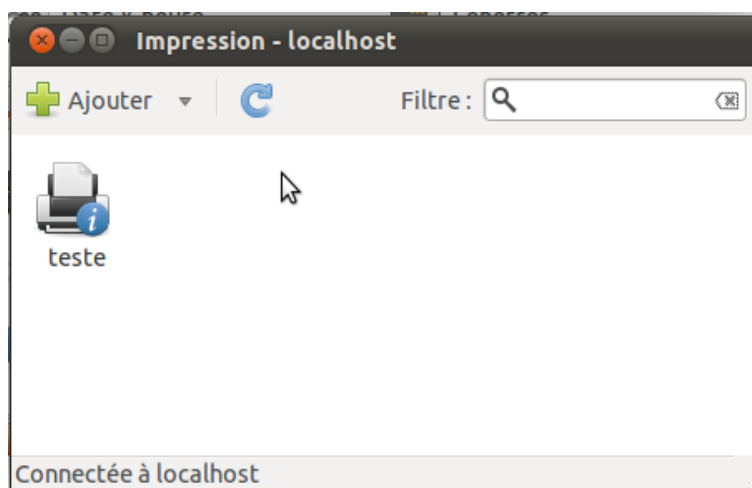 Impression - localhost
Ajouter
Filtre :
teste
Connectée à localhost